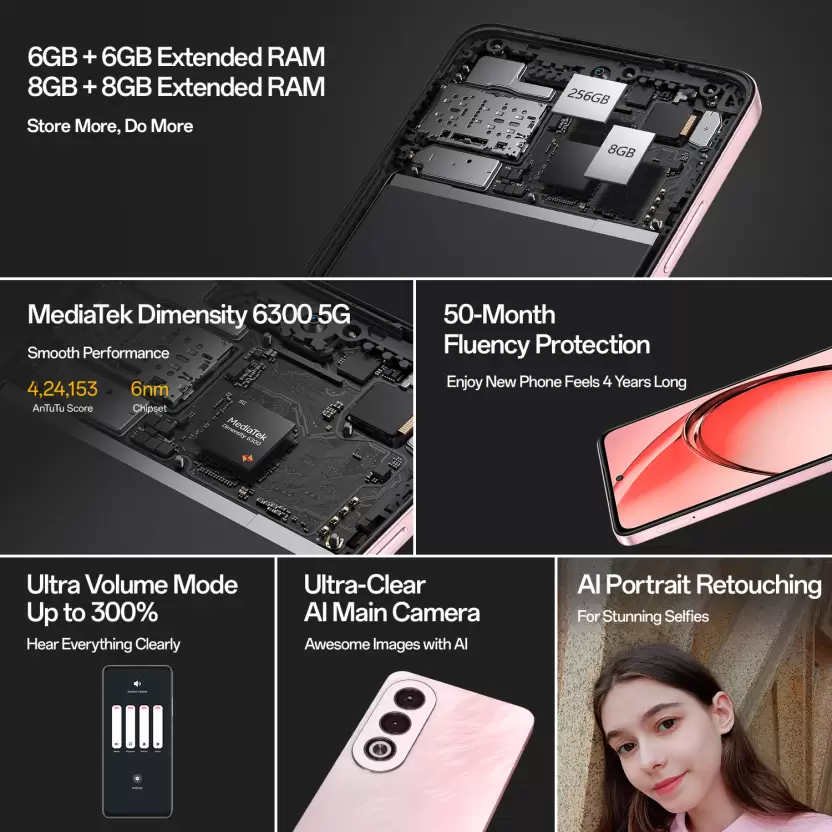 6GB + 6GB Extended RAM
8GB + 8GB Extended RAM
Store More, Do More
256GB
8GB
MediaTek Dimensity 6300 5G
Smooth Performance
4,24,153
AnTuTu Score
6nm
Chipset
MediaTek
Dimensity 6300
50-Month
Fluency Protection
Enjoy New Phone Feels 4 Years Long
Ultra Volume Mode
Up to 300%
Hear Everything Clearly
Ultra-Clear
AI Main Camera
Awesome Images with AI
AI Portrait Retouching
For Stunning Selfies